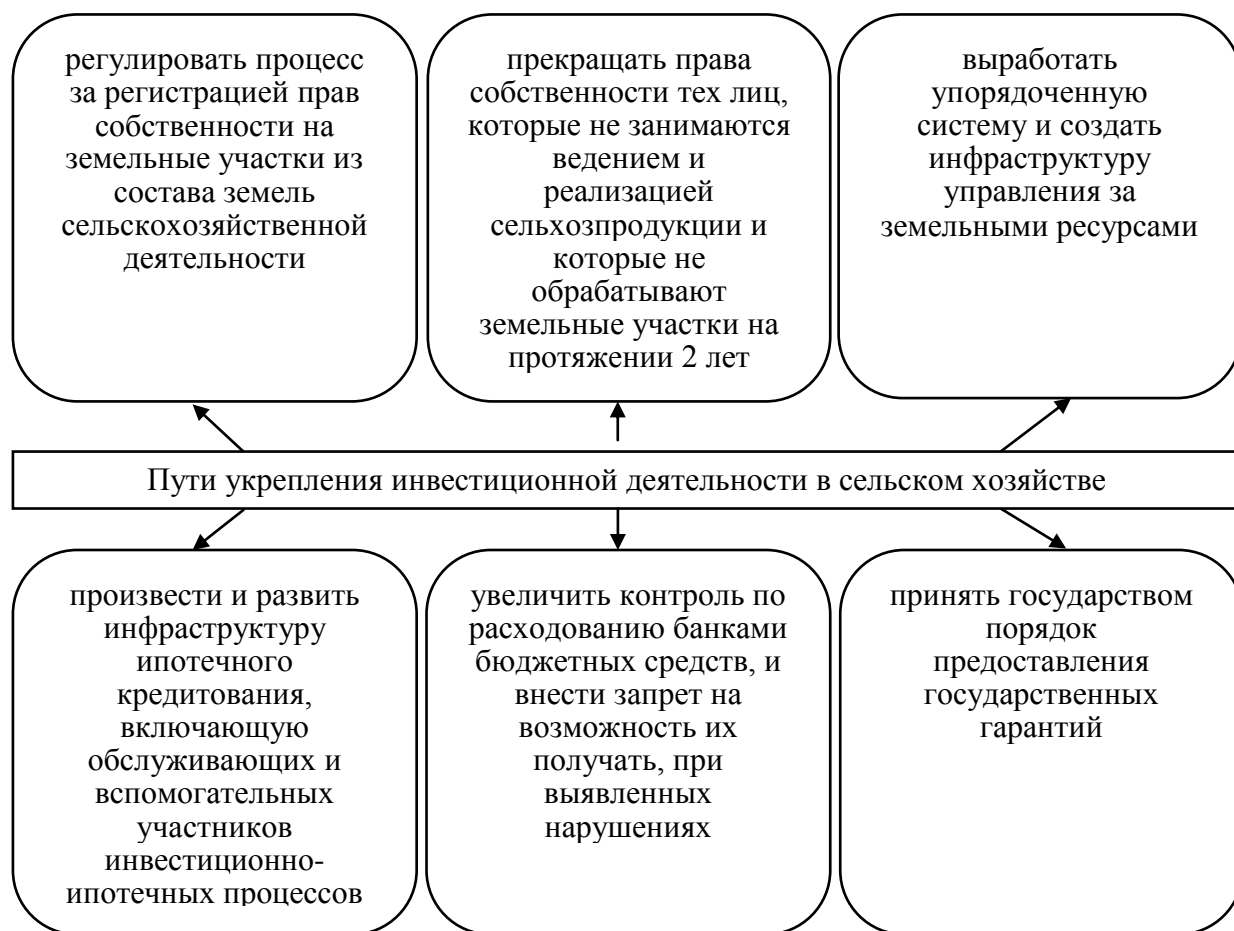 регулировать процесс
за регистрацией прав
собственности на
земельные участки из
состава земель
сельскохозяйственной
деятельности
прекращать права
собственности тех лиц,
которые не занимаются
ведением и
реализацией
сельхозпродукции и
которые не
обрабатывают
земельные участки на
протяжении 2 лет
выработать
упорядоченную
систему и создать
инфраструктуру
управления за
земельными ресурсами
Пути укрепления инвестиционной деятельности в сельском хозяйстве
произвести и развить
инфраструктуру
ипотечного
кредитования,
включающую
обслуживающих и
вспомогательных
участников
инвестиционно-
ипотечных процессов
увеличить контроль по
расходованию банками
бюджетных средств, и
внести запрет на
возможность их
получать, при
выявленных
нарушениях
принять государством
порядок
предоставления
государственных
гарантий